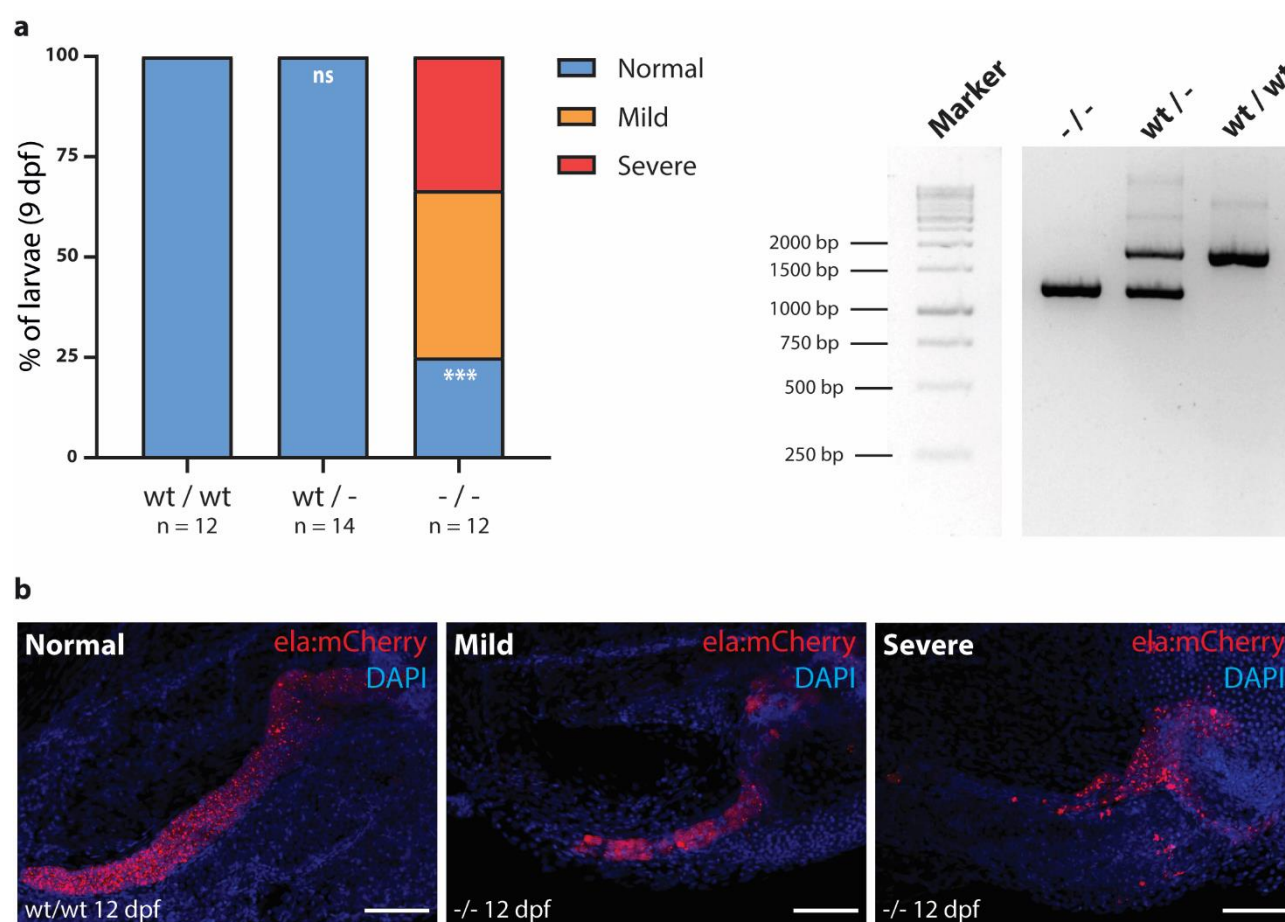 a
100
75
50
25
0
% of larvae (9 dpf)
ns
***
wt / wt
n = 12
wt / -
n = 14
- / -
n = 12
Normal
Mild
Severe
Marker
- / -
wt / -
wt / wt
2000 bp
1500 bp
1000 bp
750 bp
500 bp
250 bp
b
Normal
ela:mCherry
DAPI
wt/wt 12 dpf
Mild
ela:mCherry
DAPI
-/- 12 dpf
Severe
ela:mCherry
DAPI
-/- 12 dpf